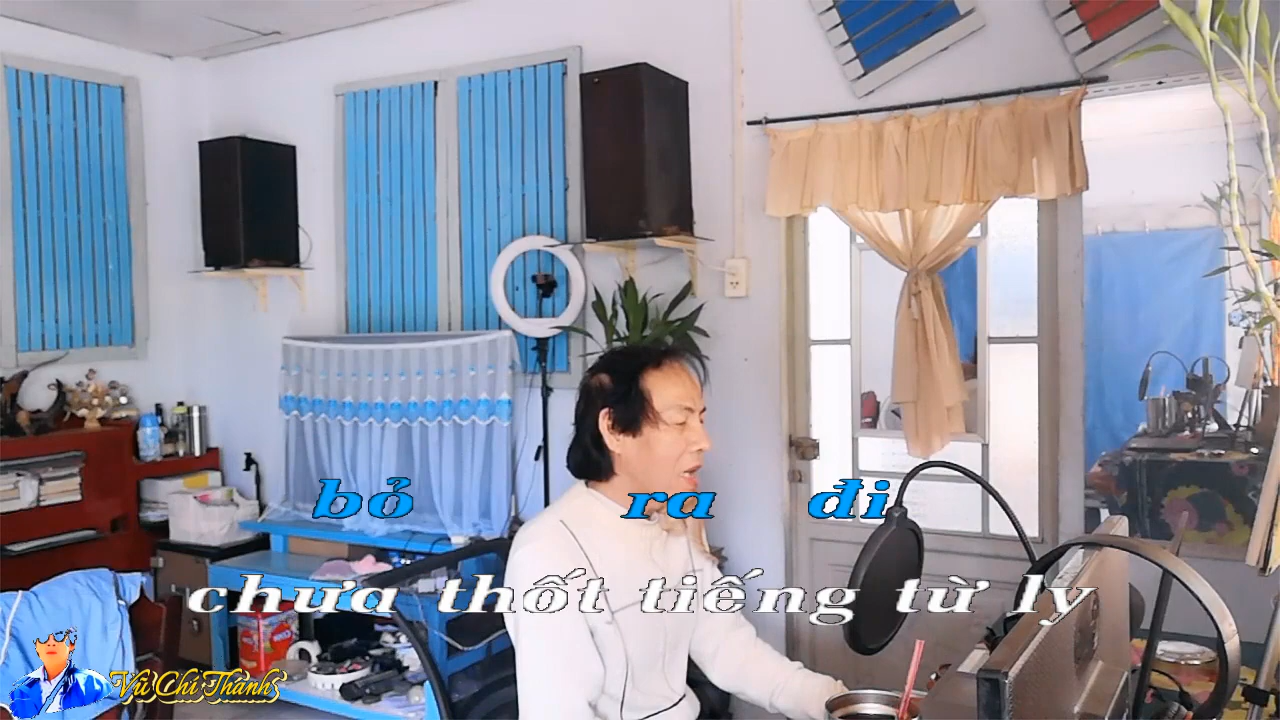 bỏ ra đi
chưa thốt tiếng từ ly
Vũ Chí Thành